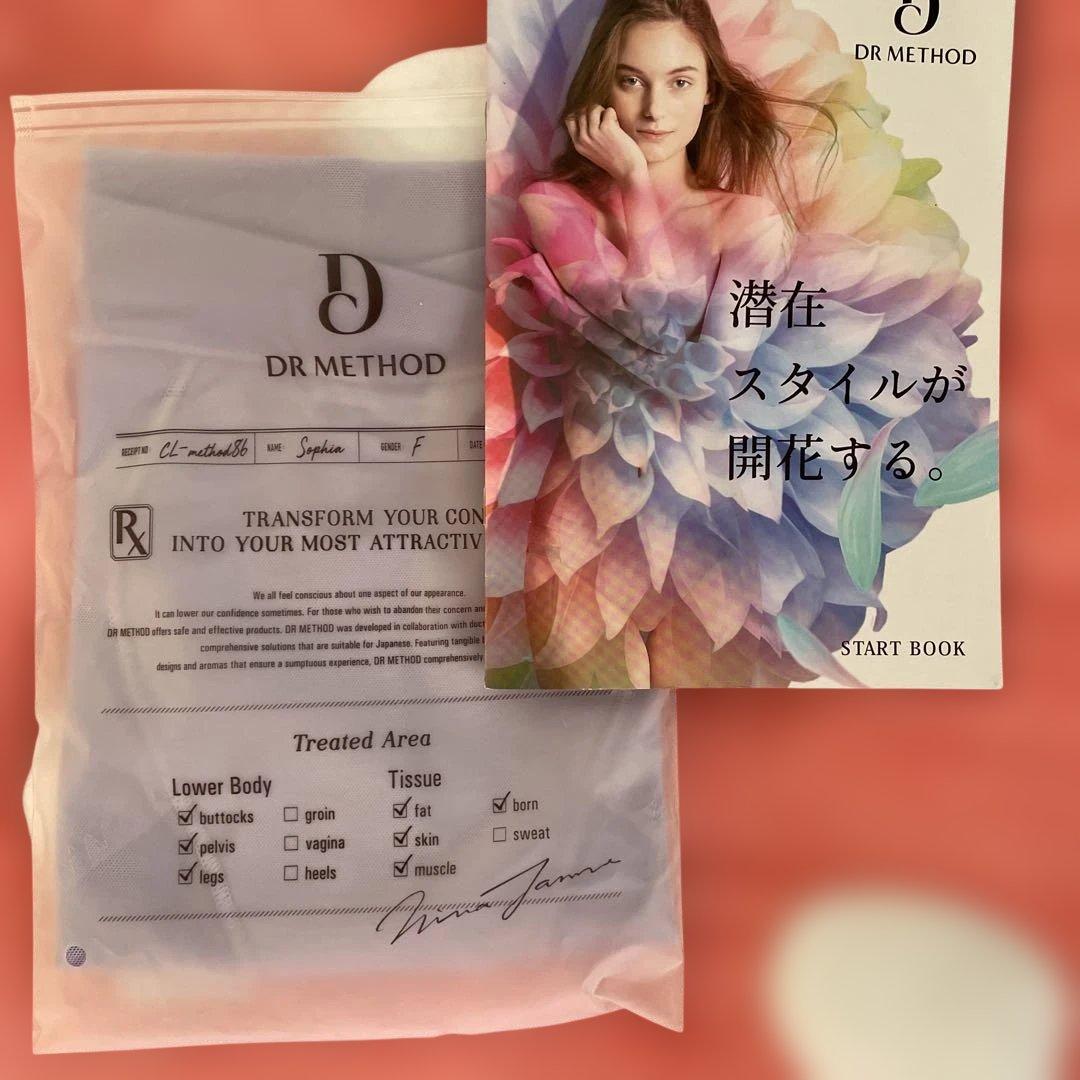 DR METHOD
RECEIPT NO CL-method86 NAME: Sophia GENDER: F DATE
Rx
TRANSFORM YOUR CON
INTO YOUR MOST ATTRACTIV
We all feel conscious about one aspect of our appearance.
It can lower our confidence sometimes. For those who wish to abandon their concern and
DR METHOD offers safe and effective products. DR METHOD was developed in collaboration with doct
comprehensive solutions that are suitable for Japanese. Featuring tangible
designs and aromas that ensure a sumptuous experience, DR METHOD comprehensively
Treated Area
Lower Body
buttocks
pelvis
legs
groin
vagina
heels
Tissue
fat
skin
muscle
born
sweat
DR METHOD
潜在
スタイルが
開花する。
START BOOK